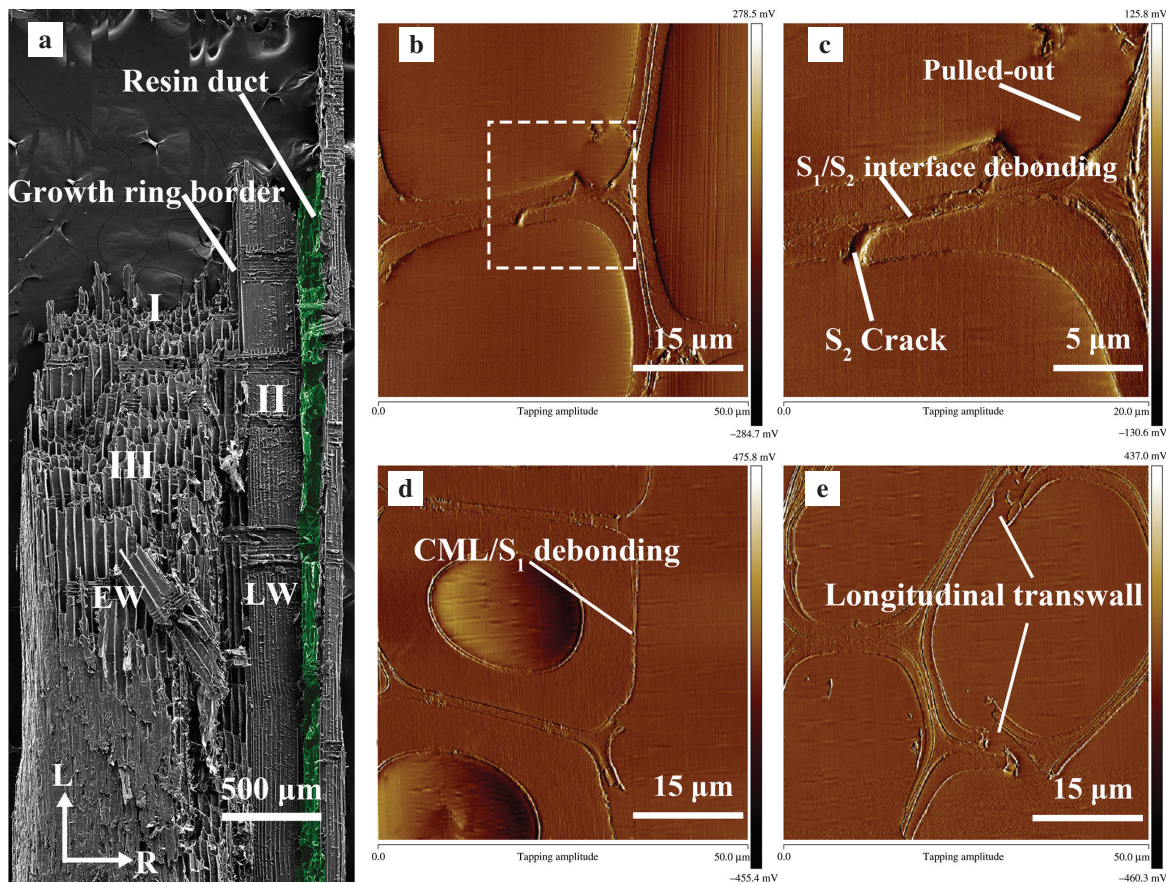 a
Resin duct
Growth ring border
I
II
III
EW
LW
L
R
500 μm
b
278.5 mV
15 μm
0.0
Tapping amplitude
50.0 μm
−284.7 mV
c
125.8 mV
Pulled-out
S₁/S₂ interface debonding
S₂ Crack
5 μm
0.0
Tapping amplitude
20.0 μm
−130.6 mV
d
475.8 mV
CML/S₁ debonding
15 μm
0.0
Tapping amplitude
50.0 μm
−455.4 mV
e
437.0 mV
Longitudinal transwall
15 μm
0.0
Tapping amplitude
50.0 μm
−460.3 mV